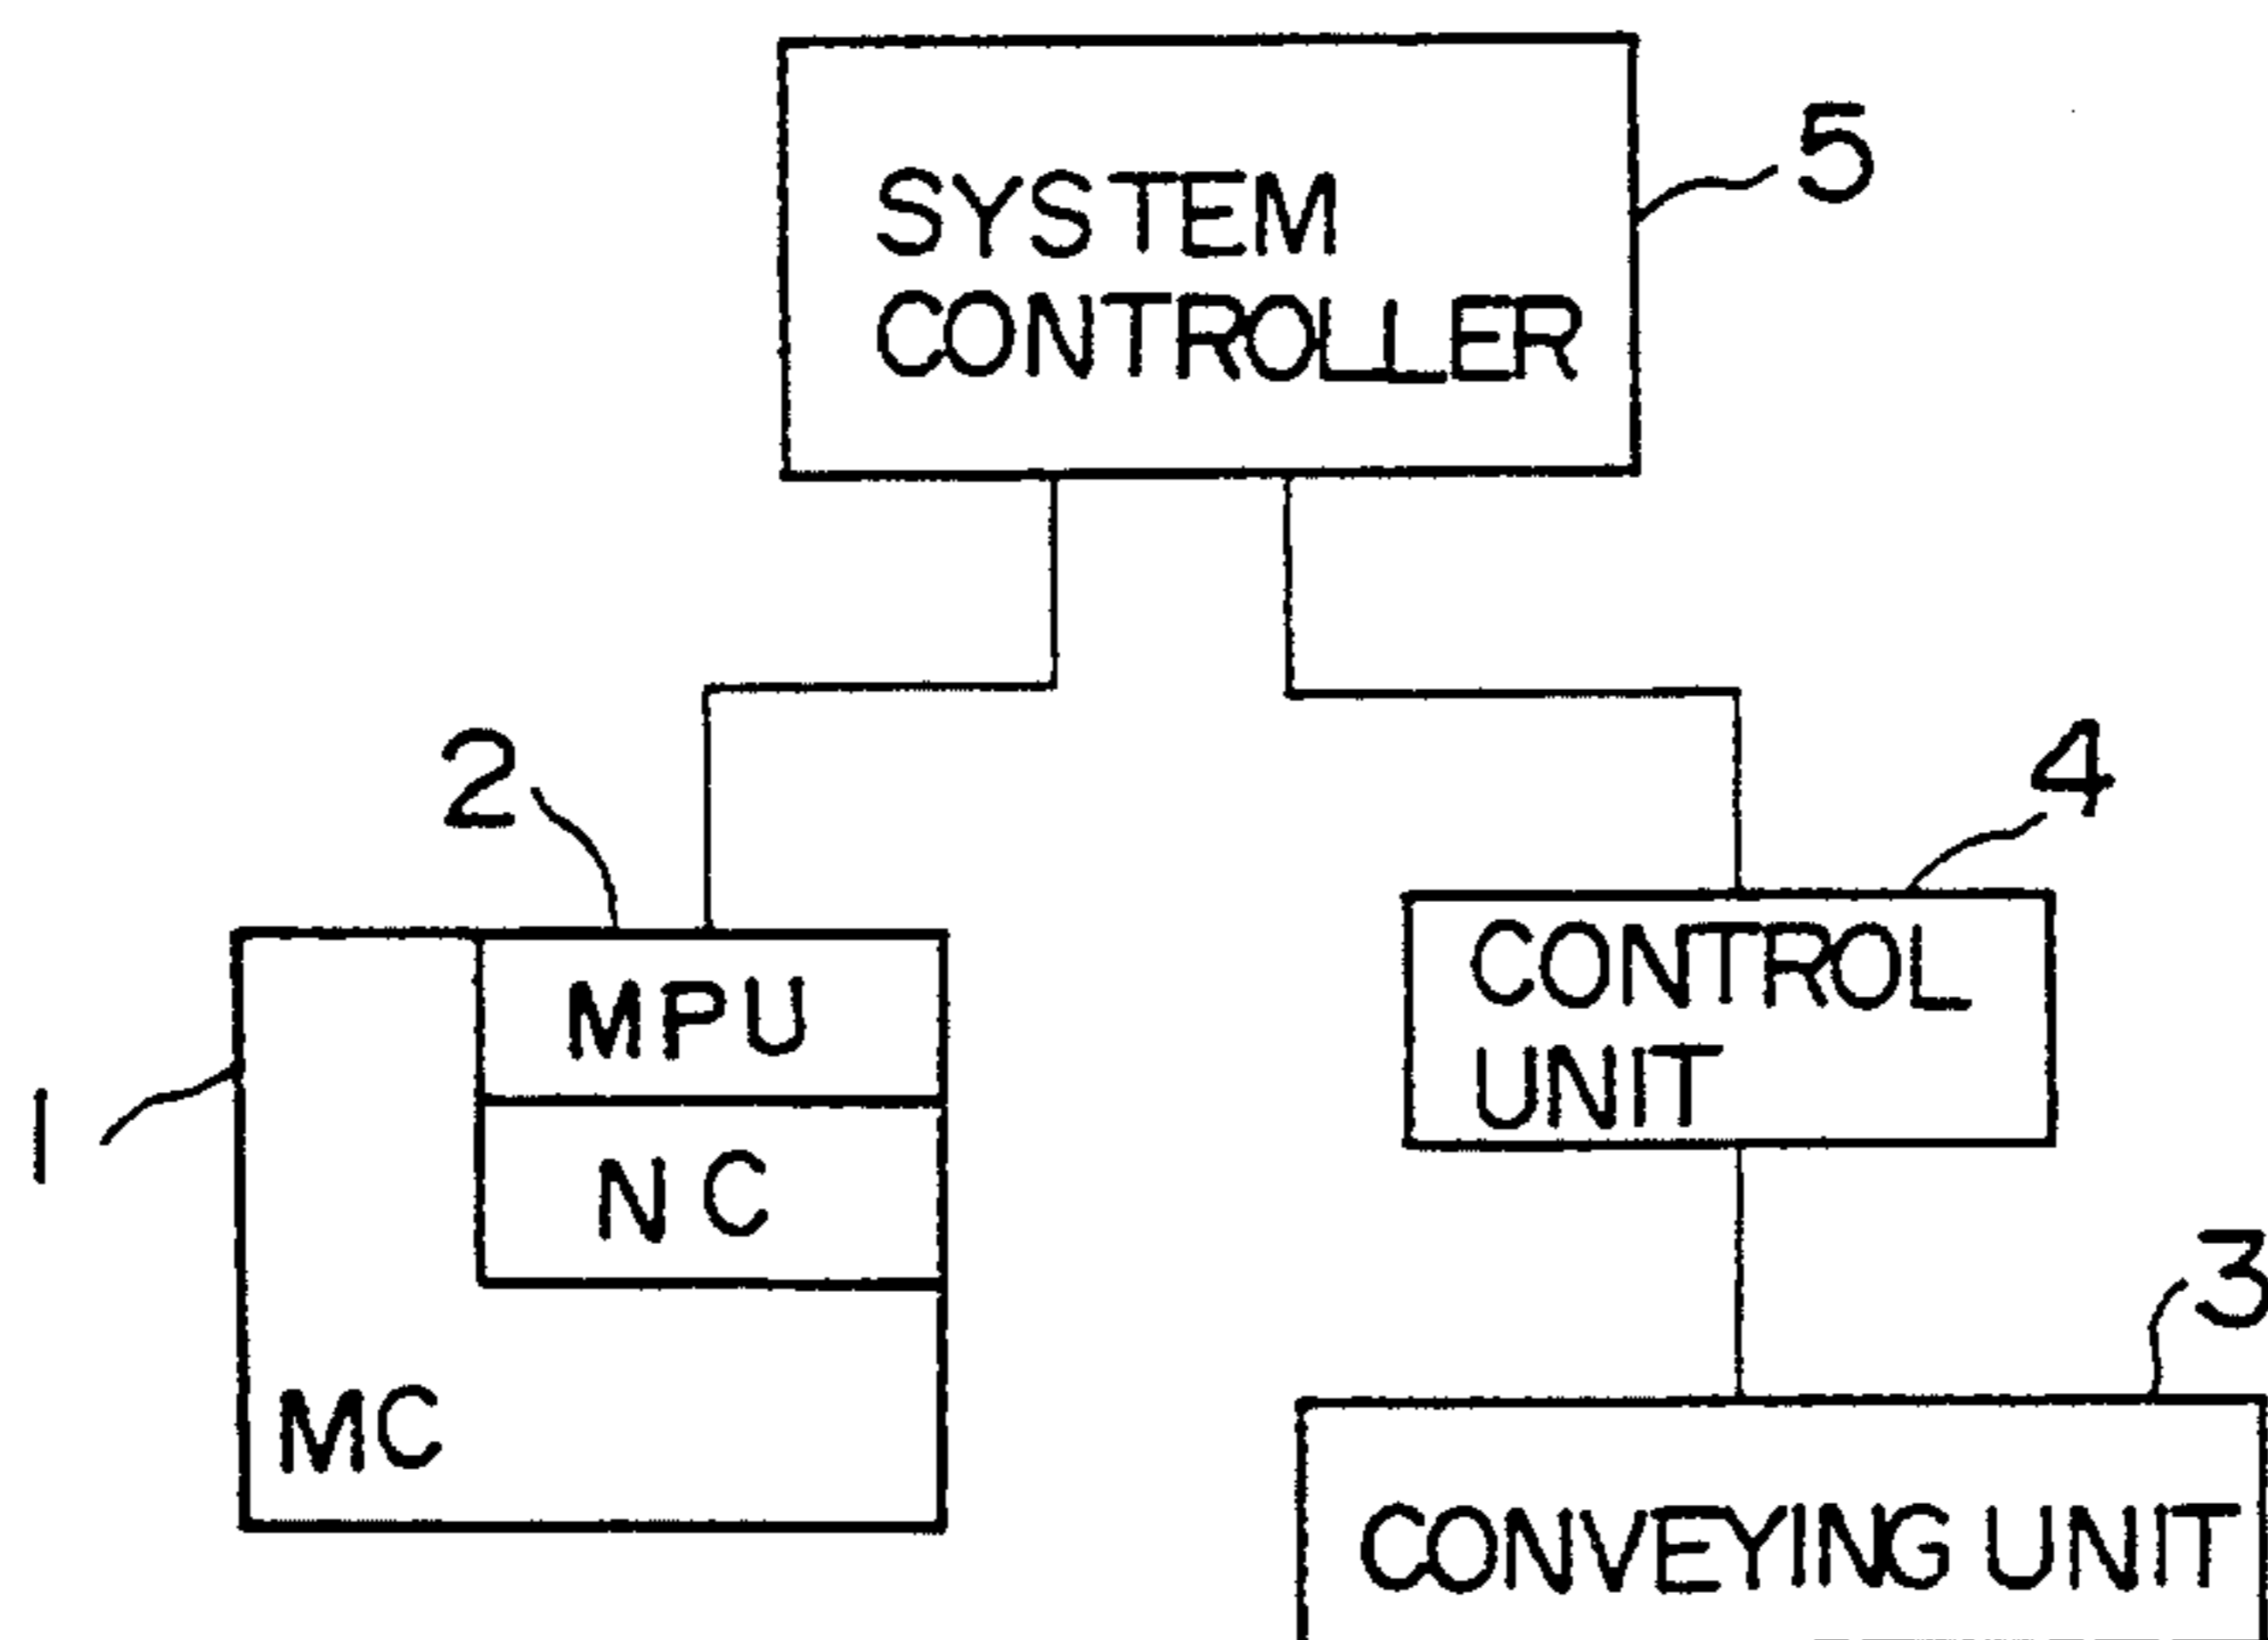 SYSTEM
CONTROLLER
5
2
4
MPU
CONTROL
UNIT
1
NC
3
MC
CONVEYING UNIT